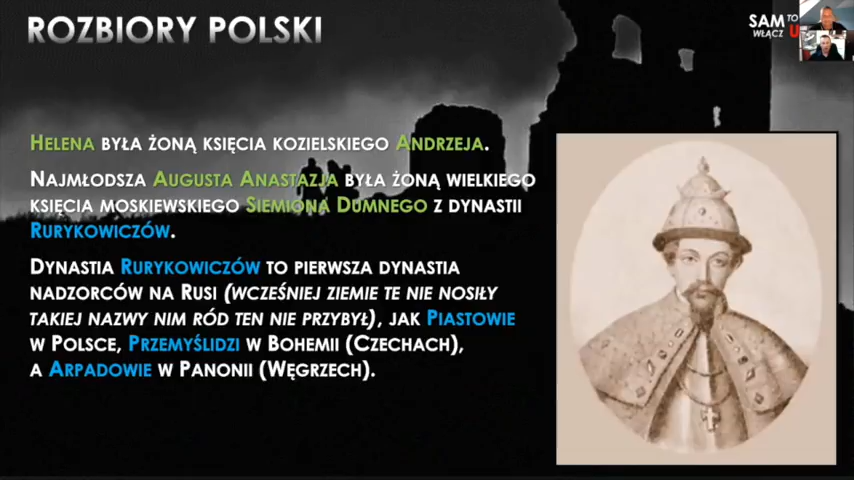 ROZBIORY POLSKI
SAM TO
WŁĄCZ
HELENA BYŁA ŻONĄ KSIĘCIA KOZIELSKIEGO ANDRZEJA.
NAJMŁODSZA AUGUSTA ANASTAZJA BYŁA ŻONĄ WIELKIEGO
KSIĘCIA MOSKIEWSKIEGO SIEMIONA DUMNEGO Z DYNASTII
RURYKOWICZÓW.
DYNASTIA RURYKOWICZÓW TO PIERWSZA DYNASTIA
NADZORCÓW NA RUSI (WCZEŚNIEJ ZIEMIE TE NIE NOSIŁY
TAKIEJ NAZWY NIM RÓD TEN NIE PRZYBYŁ), JAK PIASTOWIE
W POLSCE, PRZEMYŚLIDZI W BOHEMII (CZECHACH),
A ARPADOWIE W PANONII (WĘGRZECH).